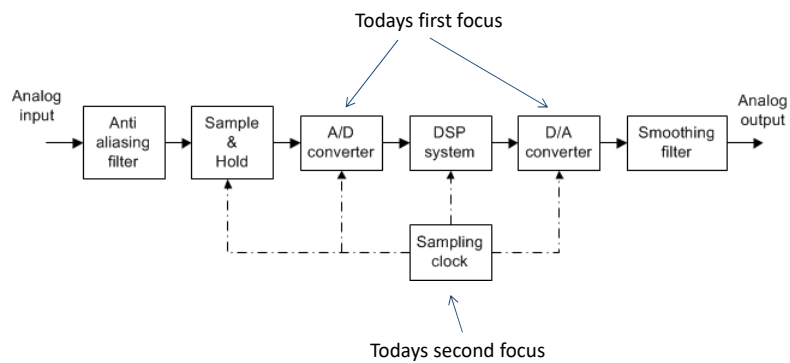 Todays first focus
Analog
input
Anti
aliasing
filter
Sample
&
Hold
A/D
converter
DSP
system
D/A
converter
Smoothing
filter
Analog
output
Sampling
clock
Todays second focus